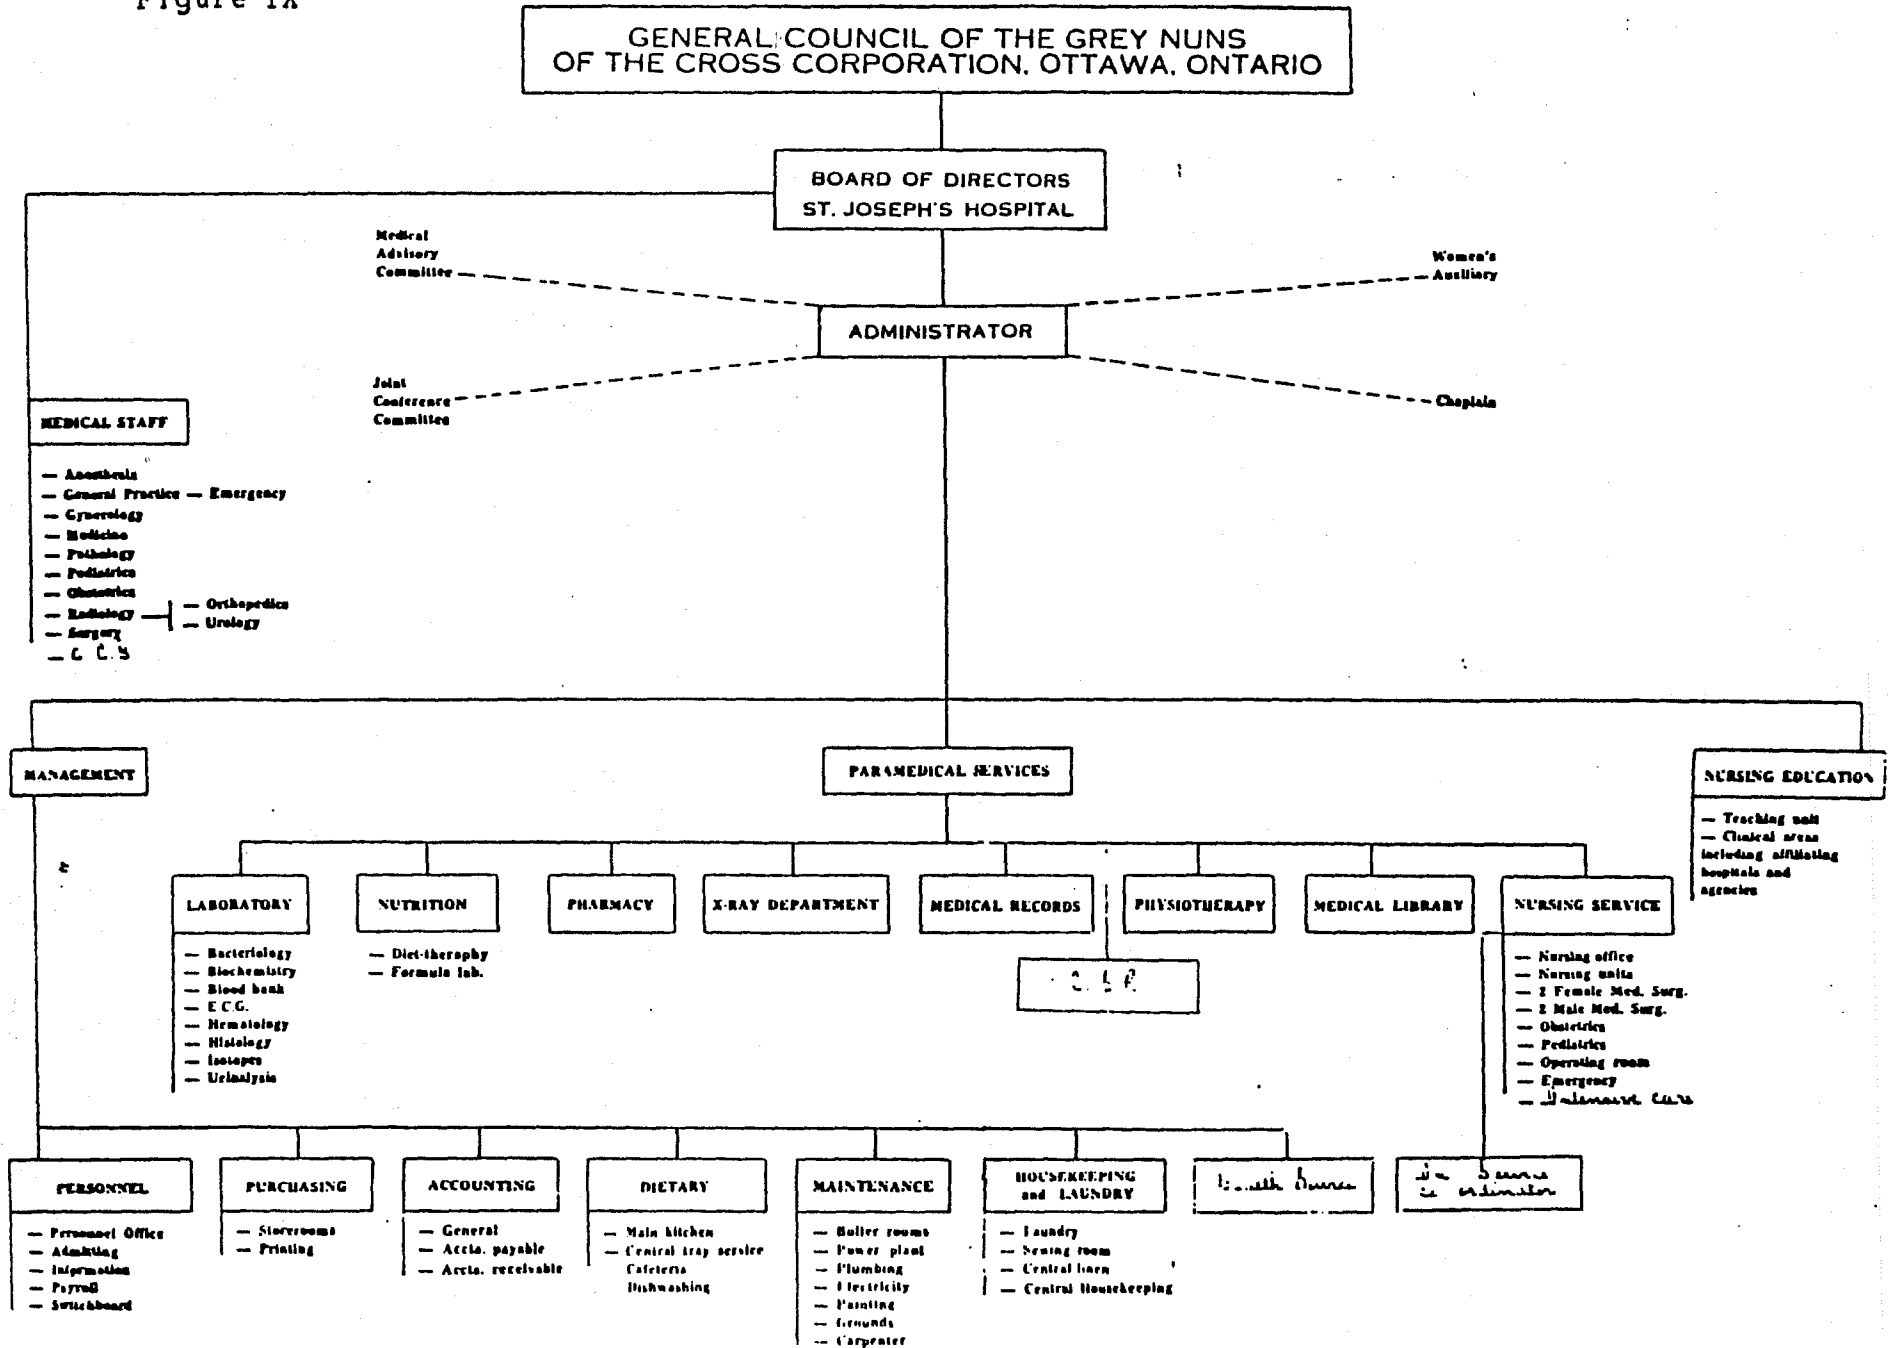 Figure IX
GENERAL COUNCIL OF THE GREY NUNS
OF THE CROSS CORPORATION, OTTAWA, ONTARIO
BOARD OF DIRECTORS
ST. JOSEPH'S HOSPITAL
Medical
Advisory
Committee
Women's
Auxiliary
ADMINISTRATOR
Joint
Conference
Committee
Chaplain
MEDICAL STAFF
— Anesthesia
— General Practice — Emergency
— Gynecology
— Medicine
— Pathology
— Pediatrics
— Obstetrics
— Radiology
— Orthopedics
— Urology
— Surgery
MANAGEMENT
PARAMEDICAL SERVICES
NURSING EDUCATION
— Teaching unit
— Clinical areas
including affiliating
hospitals and
agencies
LABORATORY
— Bacteriology
— Biochemistry
— Blood bank
— E.C.G.
— Hematology
— Histology
— Isotopes
— Urinalysis
NUTRITION
— Diet-theraphy
— Formula lab.
PHARMACY
X-RAY DEPARTMENT
MEDICAL RECORDS
PHYSIOTHERAPY
MEDICAL LIBRARY
NURSING SERVICE
— Nursing office
— Nursing units
— 2 Female Med. Surg.
— 2 Male Med. Surg.
— Obstetrics
— Pediatrics
— Operating room
— Emergency
— Intensive Care
PERSONNEL
— Personnel Office
— Admitting
— Information
— Payroll
— Switchboard
PURCHASING
— Storerooms
— Printing
ACCOUNTING
— General
— Accts. payable
— Accts. receivable
DIETARY
— Main kitchen
— Central tray service
Cafeteria
Dishwashing
MAINTENANCE
— Boiler rooms
— Power plant
— Plumbing
— Electricity
— Painting
— Grounds
— Carpenter
HOUSEKEEPING
and LAUNDRY
— Laundry
— Sewing room
— Central linen
— Central Housekeeping